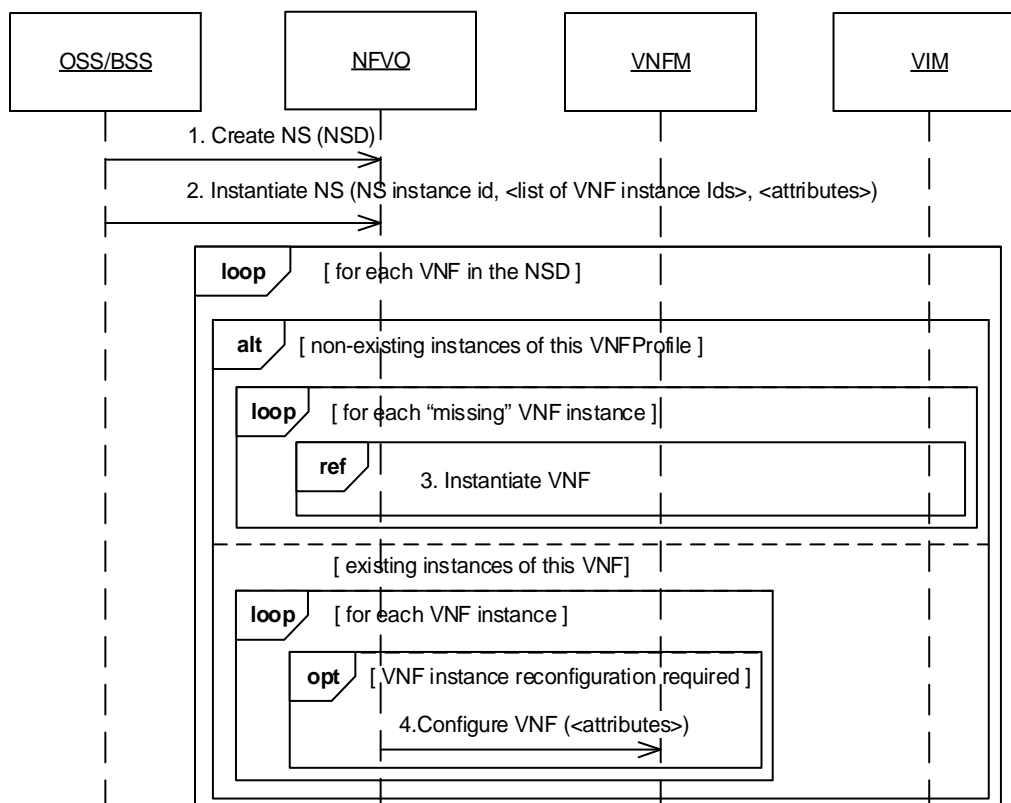 OSS/BSS
NFVO
VNFM
VIM
1. Create NS (NSD)
2. Instantiate NS (NS instance id, <list of VNF instance Ids>, <attributes>)
loop
[ for each VNF in the NSD ]
alt
[ non-existing instances of this VNFProfile ]
loop
[ for each “missing” VNF instance ]
ref
3. Instantiate VNF
[ existing instances of this VNF]
loop
[ for each VNF instance ]
opt
[ VNF instance reconfiguration required ]
4.Configure VNF (<attributes>)